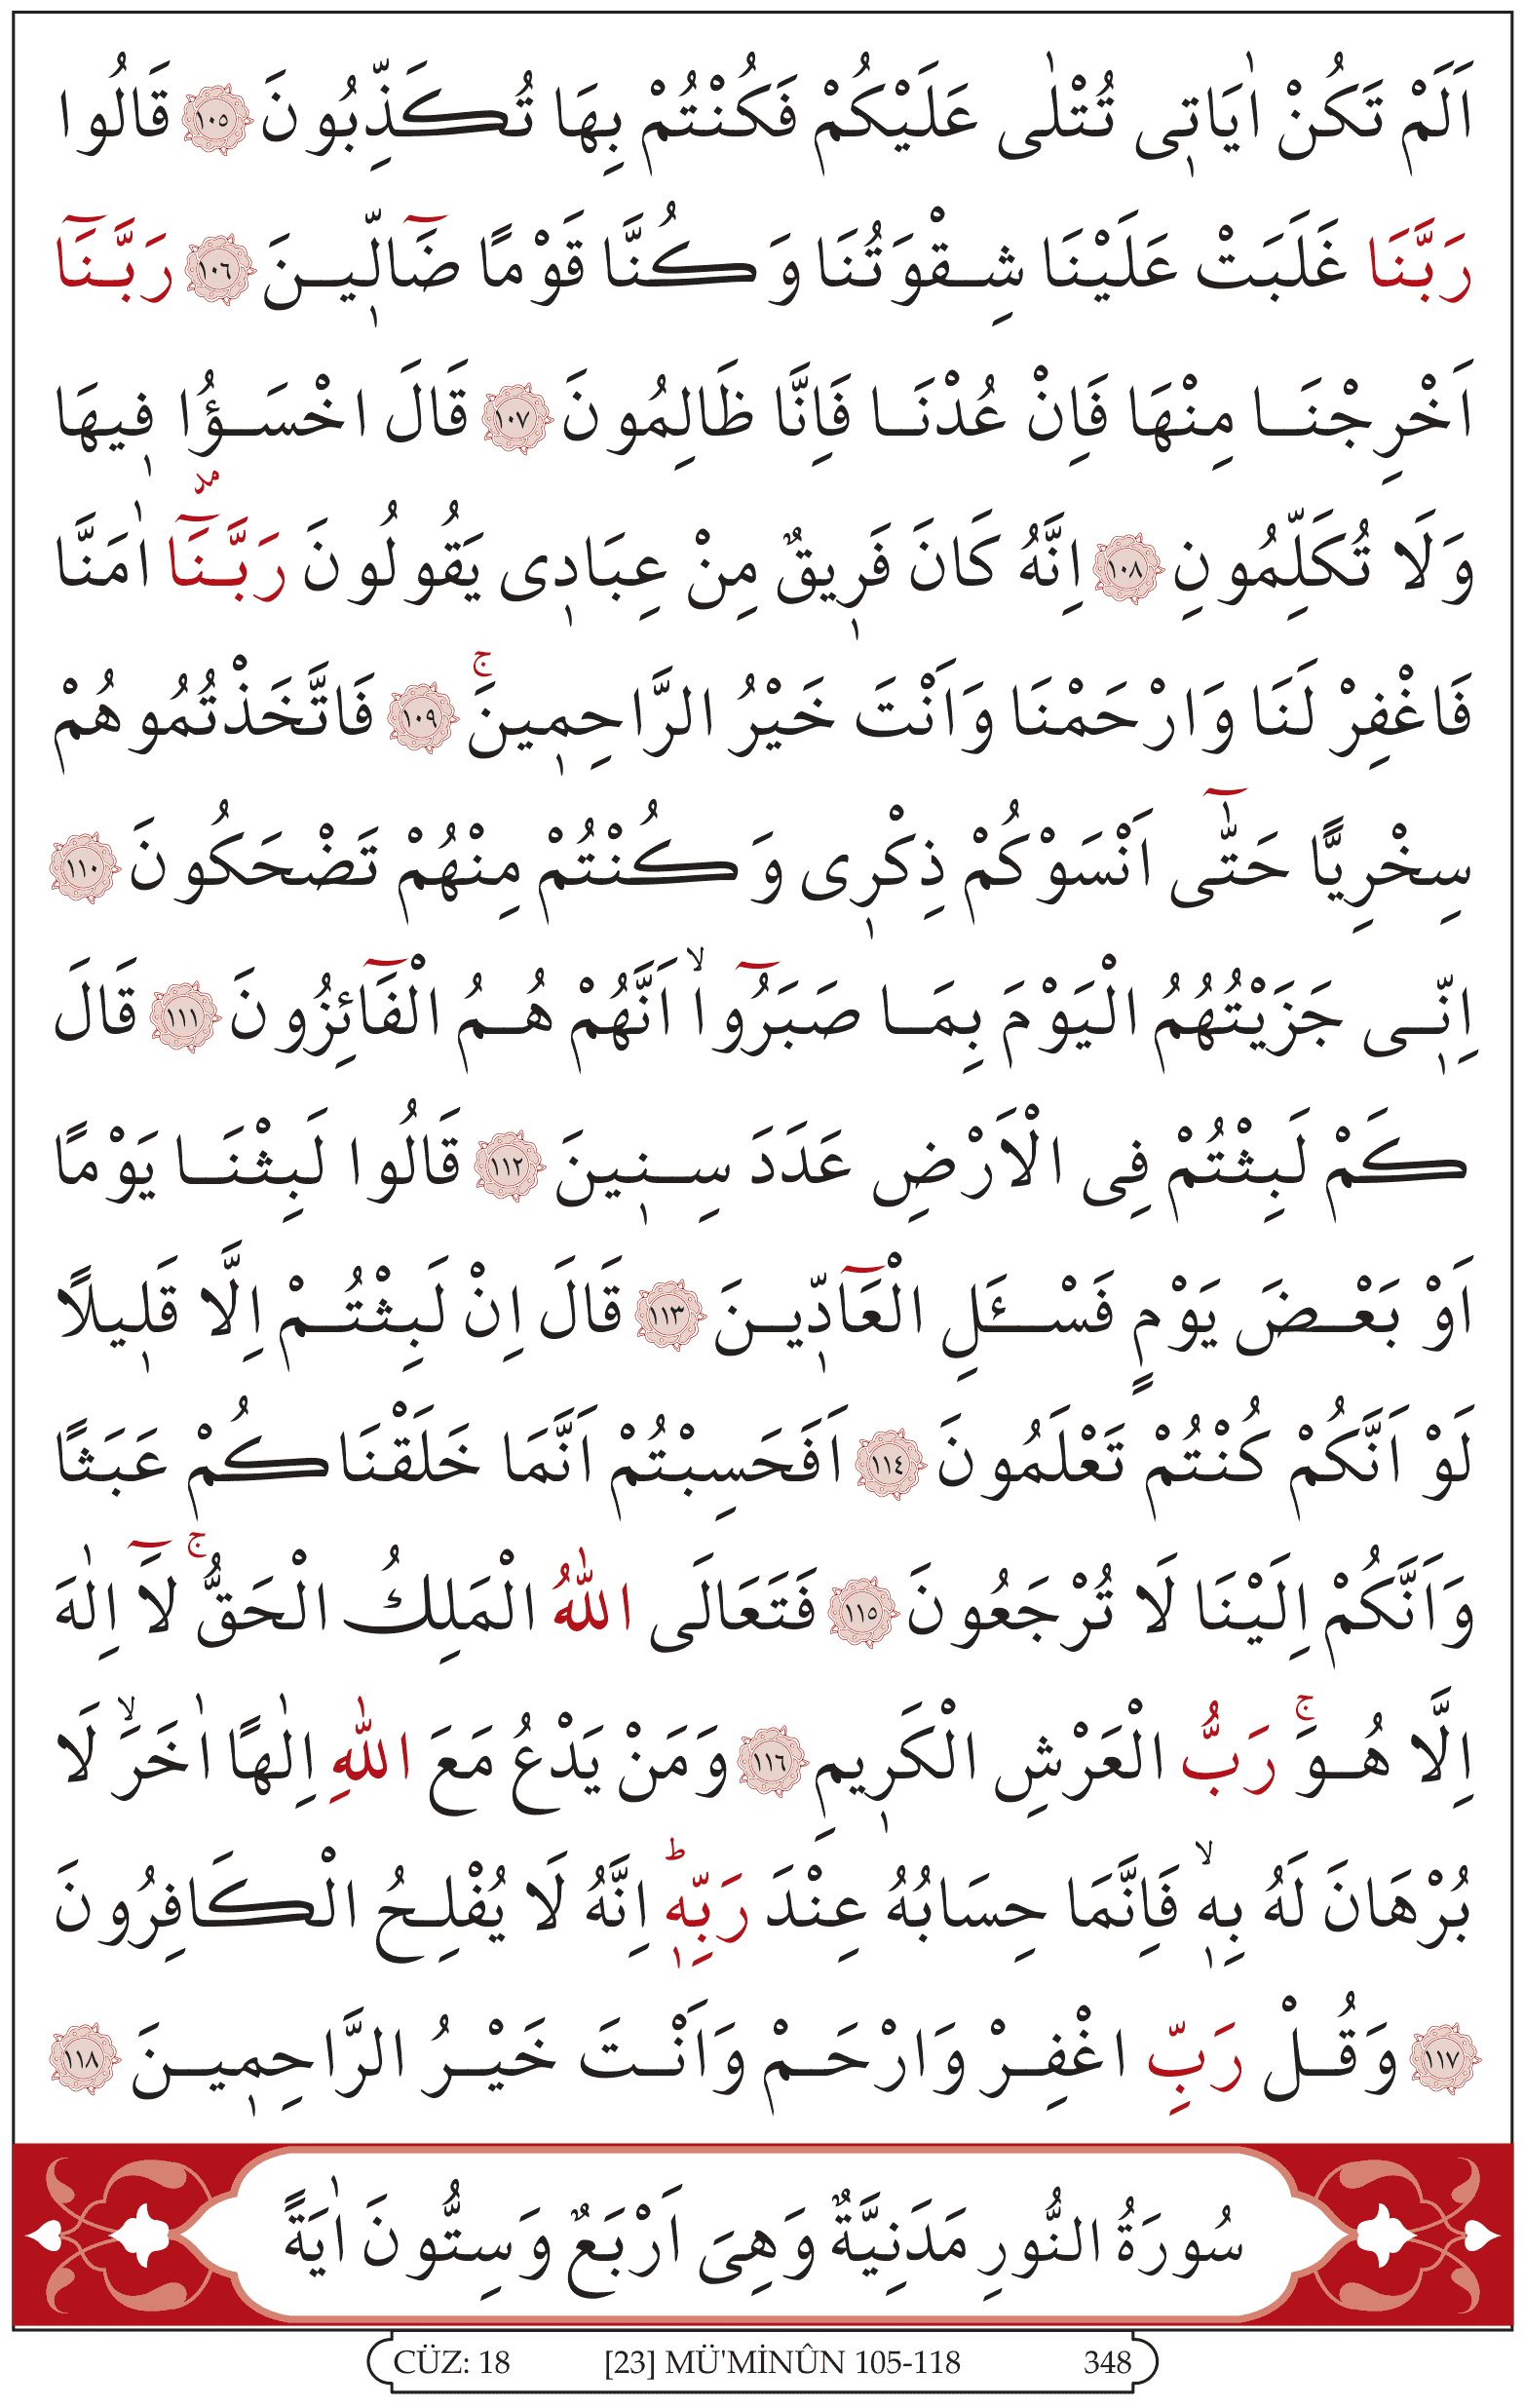 اَلَمْ تَكُنْ اٰيَات۪ى تُتْلٰى عَلَيْكُمْ فَكُنْتُمْ بِهَا تُكَذِّبُونَ ﴿١٠٥﴾ قَالُوا
رَبَّنَا غَلَبَتْ عَلَيْنَا شِقْوَتُنَا وَكُنَّا قَوْمًا ضَٓالّ۪ينَ ﴿١٠٦﴾ رَبَّنَٓا
اَخْرِجْنَا مِنْهَا فَاِنْ عُدْنَا فَاِنَّا ظَالِمُونَ ﴿١٠٧﴾ قَالَ اخْسَؤُ۫ا ف۪يهَا
وَلَا تُكَلِّمُونِ ﴿١٠٨﴾ اِنَّهُ كَانَ فَر۪يقٌ مِنْ عِبَاد۪ى يَقُولُونَ رَبَّنَٓا اٰمَنَّا
فَاغْفِرْ لَنَا وَارْحَمْنَا وَاَنْتَ خَيْرُ الرَّاحِم۪ينَۚ ﴿١٠٩﴾ فَاتَّخَذْتُمُوهُمْ
سِخْرِيًّا حَتّٰٓى اَنْسَوْكُمْ ذِكْر۪ى وَكُنْتُمْ مِنْهُمْ تَضْحَكُونَ ﴿١١٠﴾
اِنّ۪ى جَزَيْتُهُمُ الْيَوْمَ بِمَا صَبَرُٓواۙ اَنَّهُمْ هُمُ الْفَٓائِزُونَ ﴿١١١﴾ قَالَ
كَمْ لَبِثْتُمْ فِى الْاَرْضِ عَدَدَ سِن۪ينَ ﴿١١٢﴾ قَالُوا لَبِثْنَا يَوْمًا
اَوْ بَعْضَ يَوْمٍ فَسْـَٔلِ الْعَٓادّ۪ينَ ﴿١١٣﴾ قَالَ اِنْ لَبِثْتُمْ اِلَّا قَل۪يلًا
لَوْ اَنَّكُمْ كُنْتُمْ تَعْلَمُونَ ﴿١١٤﴾ اَفَحَسِبْتُمْ اَنَّمَا خَلَقْنَاكُمْ عَبَثًا
وَاَنَّكُمْ اِلَيْنَا لَا تُرْجَعُونَ ﴿١١٥﴾ فَتَعَالَى اللّٰهُ الْمَلِكُ الْحَقُّۚ لَٓا اِلٰهَ
اِلَّا هُوَۚ رَبُّ الْعَرْشِ الْكَر۪يمِ ﴿١١٦﴾ وَمَنْ يَدْعُ مَعَ اللّٰهِ اِلٰهًا اٰخَرَۙ لَا
بُرْهَانَ لَهُ بِه۪ۙ فَاِنَّمَا حِسَابُهُ عِنْدَ رَبِّه۪ؕ اِنَّهُ لَا يُفْلِحُ الْكَافِرُونَ
﴿١١٧﴾ وَقُلْ رَبِّ اغْفِرْ وَارْحَمْ وَاَنْتَ خَيْرُ الرَّاحِم۪ينَ ﴿١١٨﴾
سُورَةُ النُّورِ مَدَنِيَّةٌ وَهِىَ اَرْبَعٌ وَسِتُّونَ اٰيَةً
CÜZ: 18 [23] MÜ'MİNÛN 105-118 348